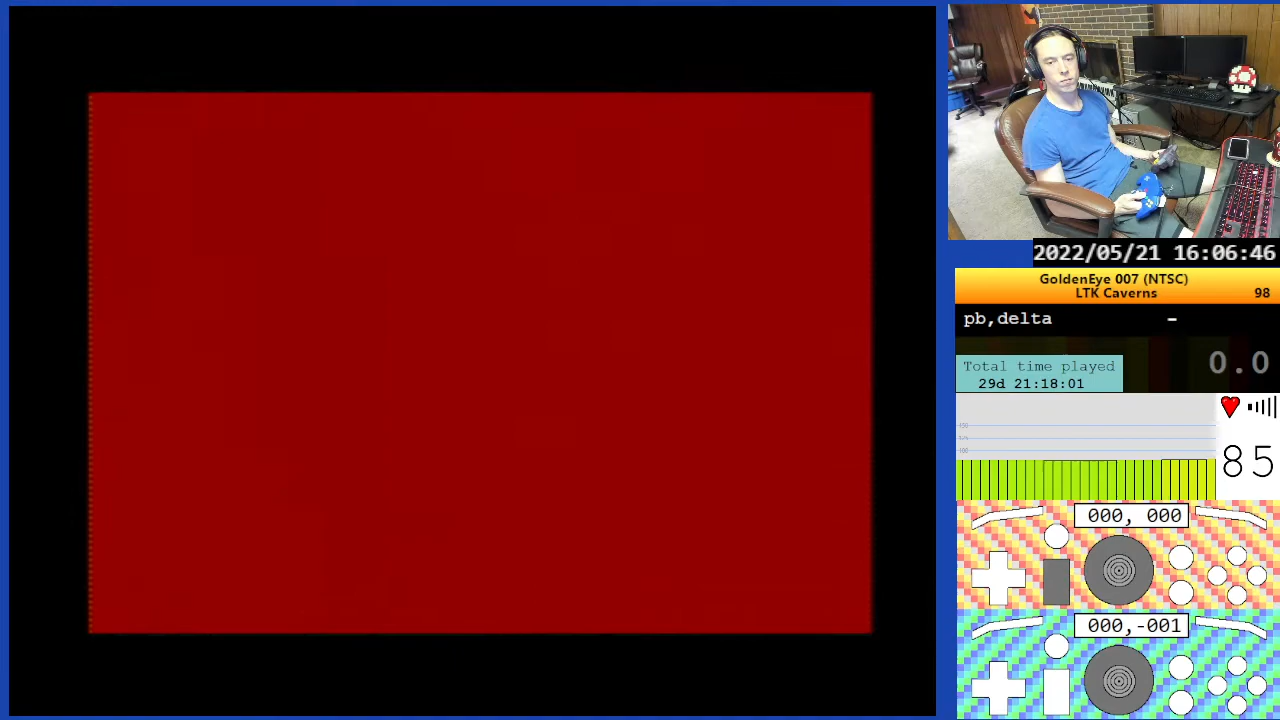 2022/05/21 16:06:46
GoldenEye 007 (NTSC)
LTK Caverns 98
pb,delta -
0.0
Total time played
29d 21:18:01
85
000, 000
000,-001